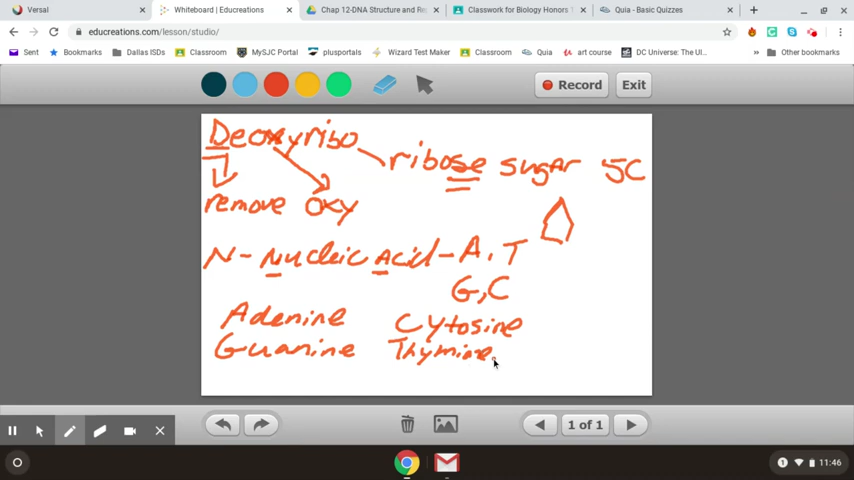 Versal
Whiteboard | Educreations
Chap 12-DNA Structure and Re
Classwork for Biology Honors T
Quia - Basic Quizzes
educreations.com/lesson/studio/
Sent Bookmarks Dallas ISDs Classroom My MySJC Portal plusportals Wizard Test Maker Classroom Quia art course DC Universe: The Ul... » Other bookmarks
Record Exit
Deoxyribo
ribose sugar 5C
remove oxy
N- Nucleic Acid - A, T
G, C
Adenine Cytosine
Guanine Thymine
1 of 1
1 11:46